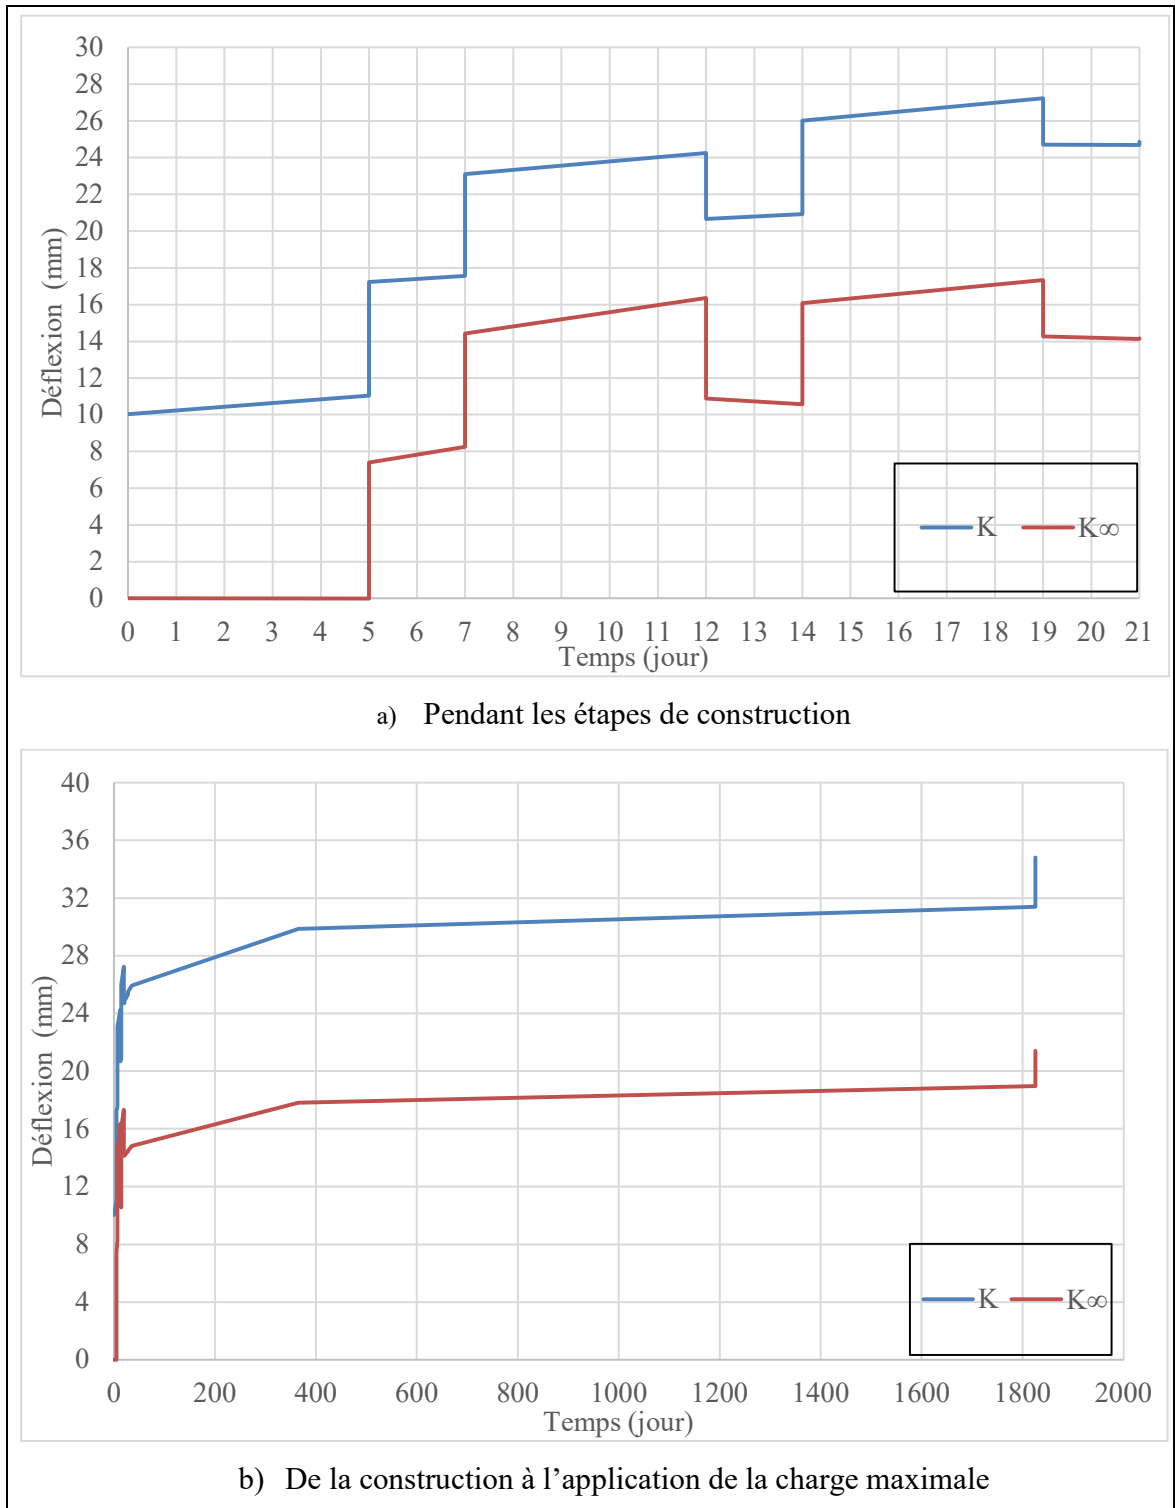 30
28
26
24
22
20
18
16
14
12
10
8
6
4
2
0
Déflexion (mm)
K K∞
0 1 2 3 4 5 6 7 8 9 10 11 12 13 14 15 16 17 18 19 20 21
Temps (jour)
a) Pendant les étapes de construction
40
36
32
28
24
20
16
12
8
4
0
Déflexion (mm)
K K∞
0 200 400 600 800 1000 1200 1400 1600 1800 2000
Temps (jour)
b) De la construction à l’application de la charge maximale